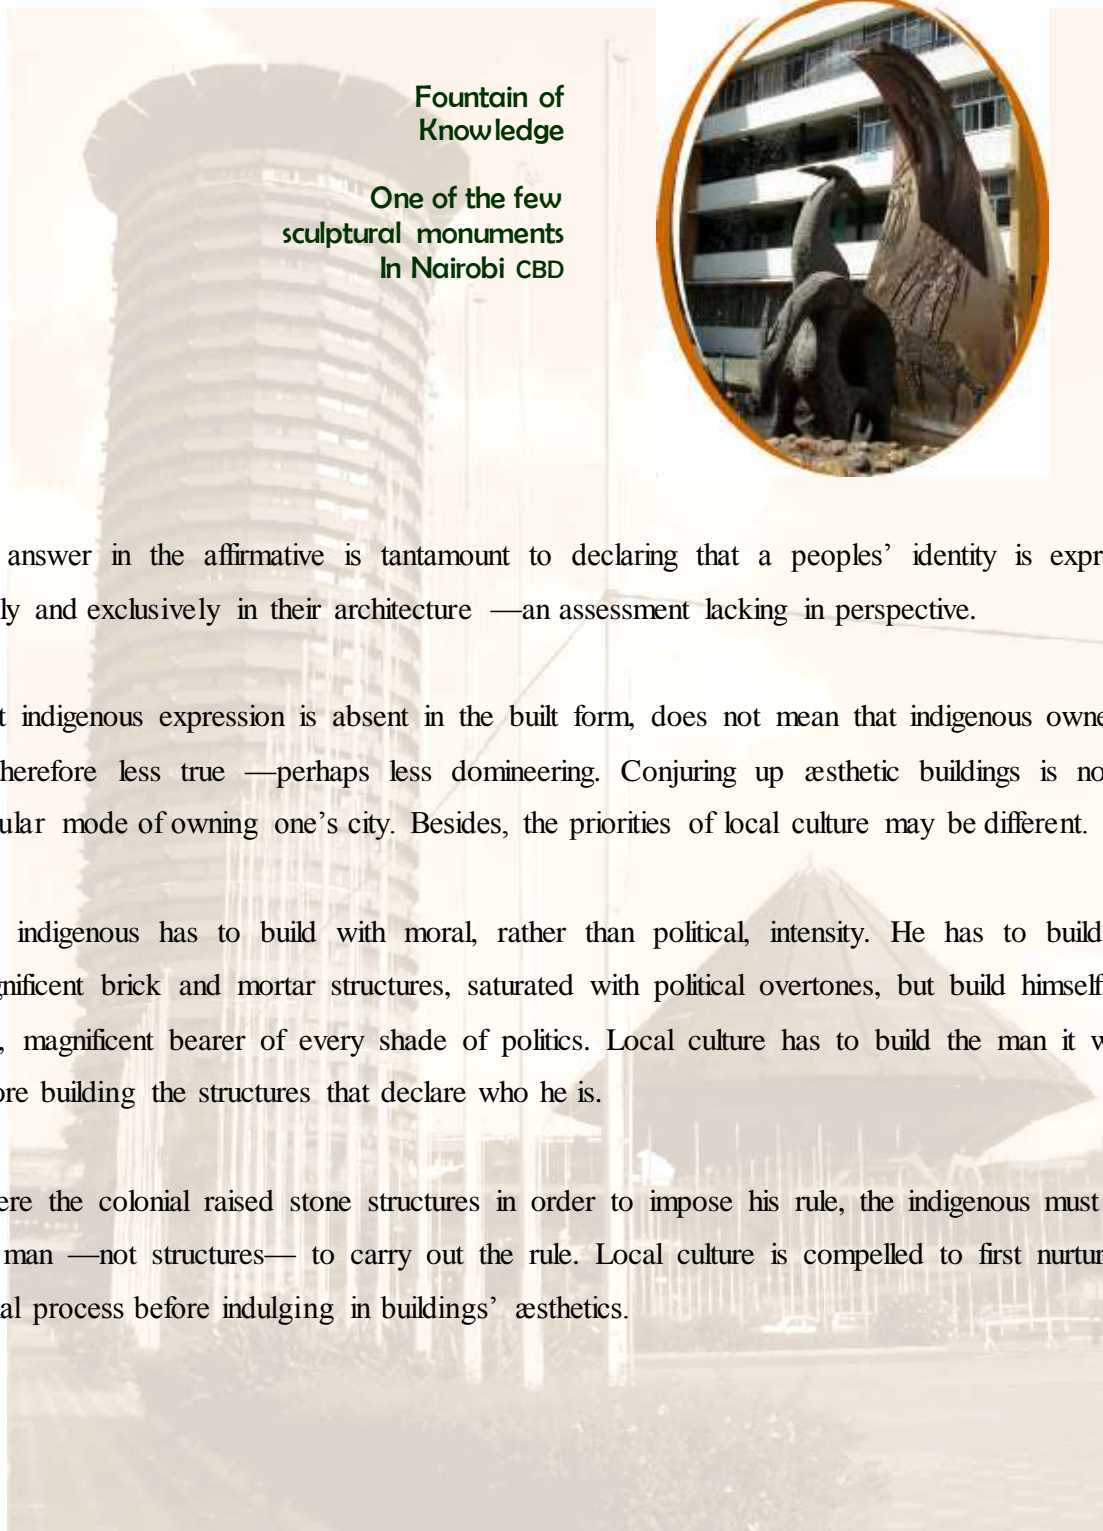 Fountain of
Knowledge
One of the few
sculptural monuments
In Nairobi CBD
answer in the affirmative is tantamount to declaring that a peoples’ identity is expr
ly and exclusively in their architecture —an assessment lacking in perspective.
t indigenous expression is absent in the built form, does not mean that indigenous owne
herefore less true —perhaps less domineering. Conjuring up æsthetic buildings is no
ular mode of owning one’s city. Besides, the priorities of local culture may be different.
indigenous has to build with moral, rather than political, intensity. He has to build
gnificent brick and mortar structures, saturated with political overtones, but build himself
, magnificent bearer of every shade of politics. Local culture has to build the man it w
ore building the structures that declare who he is.
ere the colonial raised stone structures in order to impose his rule, the indigenous must
man —not structures— to carry out the rule. Local culture is compelled to first nurtur
al process before indulging in buildings’ æsthetics.